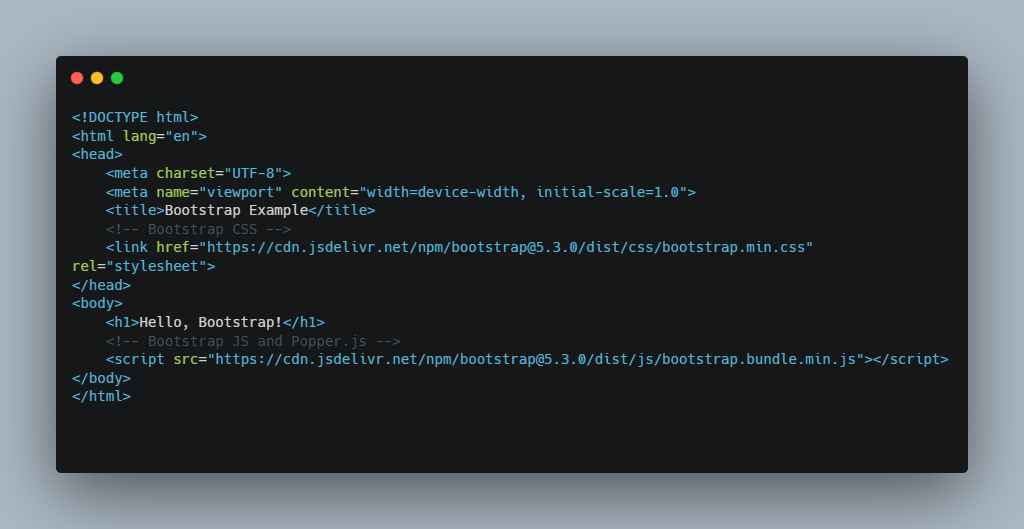 <!DOCTYPE html>
<html lang="en">
<head>
    <meta charset="UTF-8">
    <meta name="viewport" content="width=device-width, initial-scale=1.0">
    <title>Bootstrap Example</title>
    <!-- Bootstrap CSS -->
    <link href="https://cdn.jsdelivr.net/npm/bootstrap@5.3.0/dist/css/bootstrap.min.css"
rel="stylesheet">
</head>
<body>
    <h1>Hello, Bootstrap!</h1>
    <!-- Bootstrap JS and Popper.js -->
    <script src="https://cdn.jsdelivr.net/npm/bootstrap@5.3.0/dist/js/bootstrap.bundle.min.js"></script>
</body>
</html>